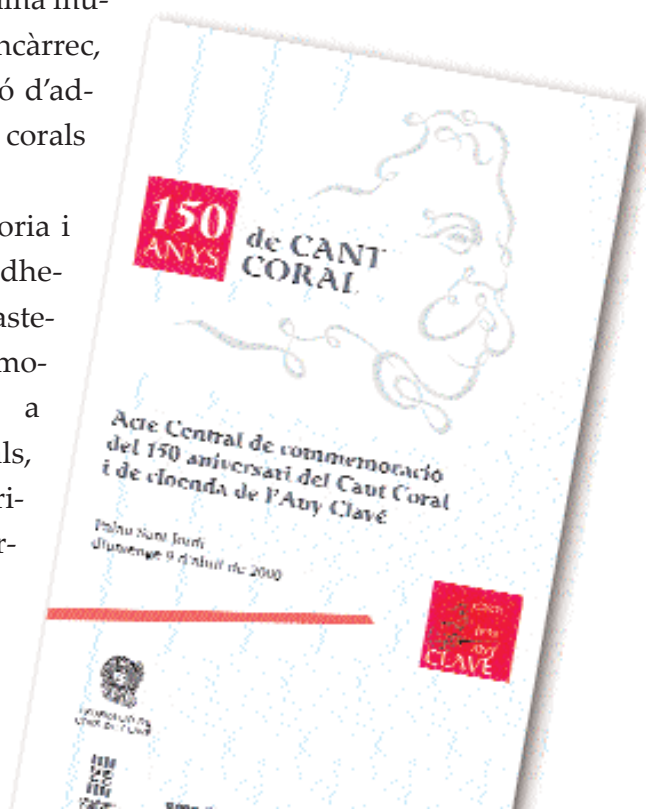 ncàrrec,
ó d'ad-
corals
oria i
dhe-
aste-
mo-
a
ls,
ri-
r-
150
ANYS
de CANT
CORAL
Acte Central de commemoració
del 150 aniversari del Cant Coral
i de cloenda de l'Any Clavé
Palau Sant Jordi
diumenge 9 d'abril de 2000
ANY
CLAVÉ